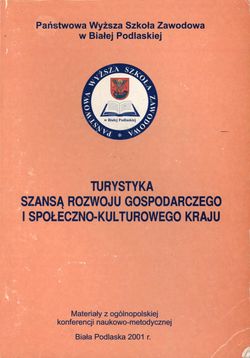 Państwowa Wyższa Szkoła Zawodowa
w Białej Podlaskiej
PAŃSTWOWA WYŻSZA SZKOŁA ZAWODOWA
w Białej Podlaskiej
TURYSTYKA
SZANSĄ ROZWOJU GOSPODARCZEGO
I SPOŁECZNO-KULTUROWEGO KRAJU
Materiały z ogólnopolskiej
konferencji naukowo-metodycznej
Biała Podlaska 2001 r.